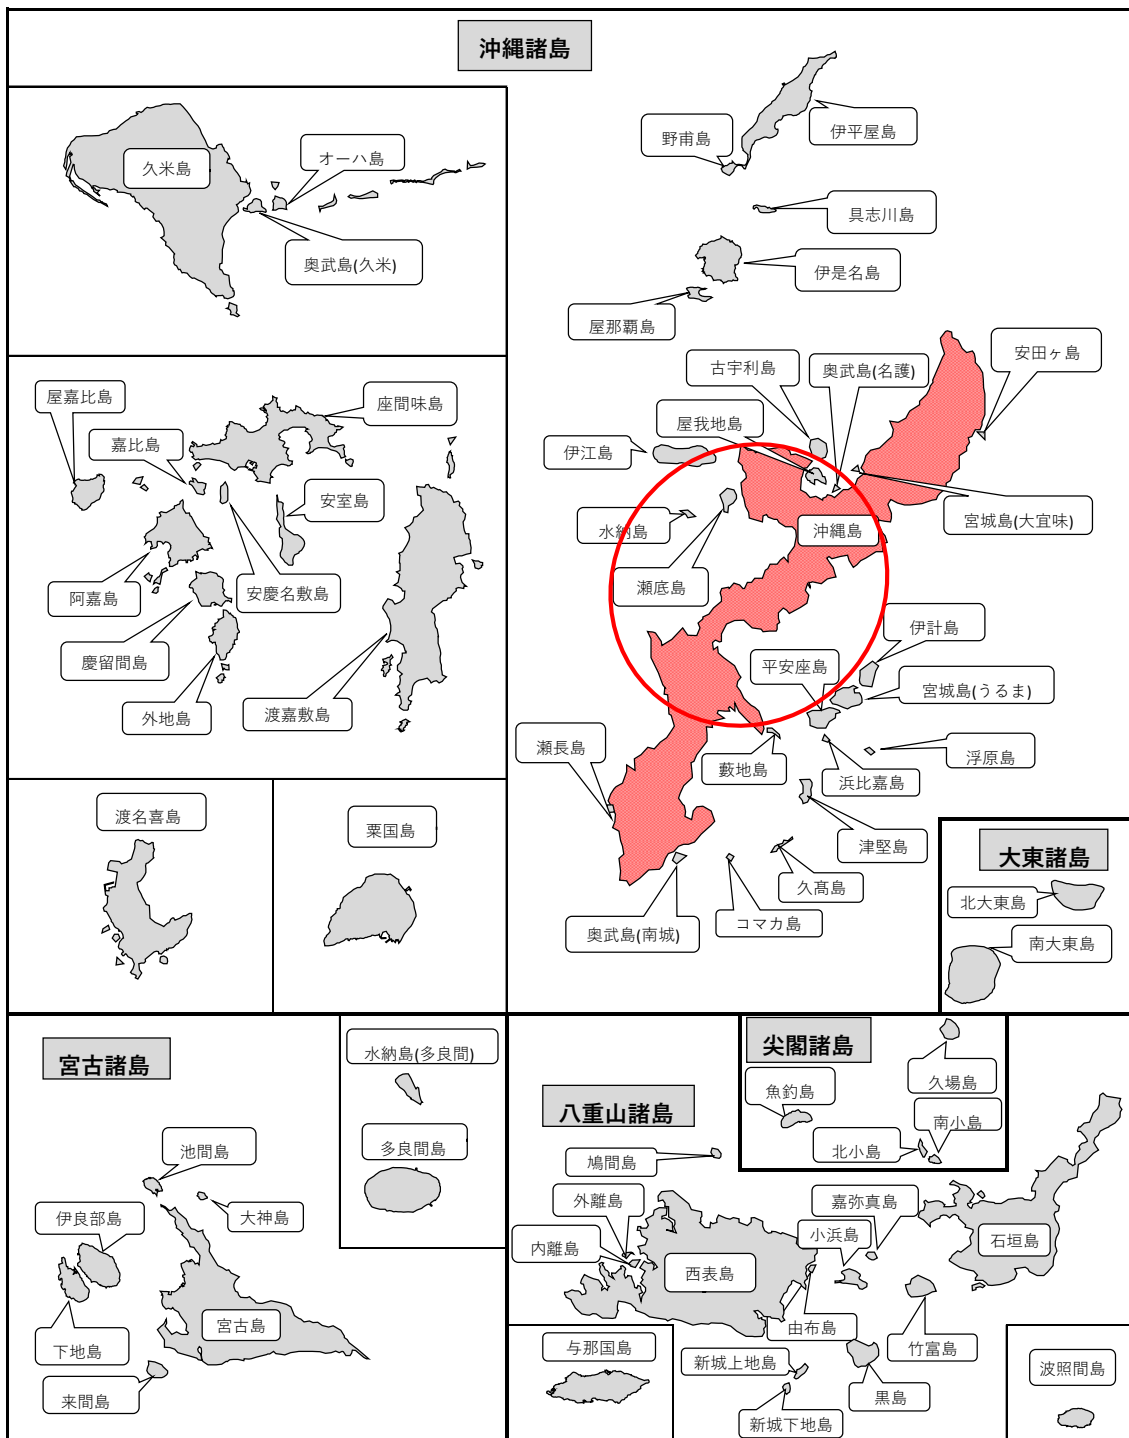 沖縄諸島
久米島
オーハ島
奥武島(久米)
野甫島
伊平屋島
具志川島
伊是名島
屋那覇島
古宇利島
奥武島(名護)
安田ヶ島
屋我地島
伊江島
水納島
沖縄島
宮城島(大宜味)
瀬底島
伊計島
平安座島
宮城島(うるま)
瀬長島
藪地島
浜比嘉島
浮原島
津堅島
久髙島
コマカ島
奥武島(南城)
屋嘉比島
座間味島
嘉比島
安室島
阿嘉島
安慶名敷島
慶留間島
外地島
渡嘉敷島
渡名喜島
粟国島
大東諸島
北大東島
南大東島
宮古諸島
水納島(多良間)
多良間島
池間島
大神島
伊良部島
宮古島
下地島
来間島
尖閣諸島
久場島
魚釣島
南小島
北小島
八重山諸島
鳩間島
外離島
嘉弥真島
小浜島
内離島
西表島
石垣島
由布島
竹富島
与那国島
新城上地島
黒島
新城下地島
波照間島